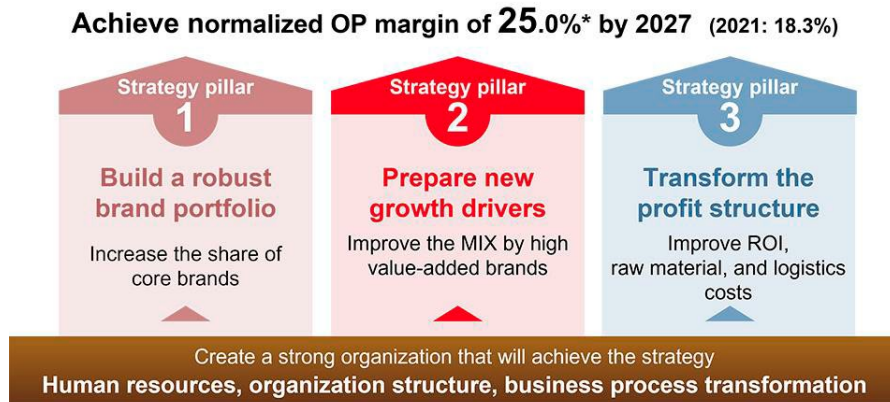 Achieve normalized OP margin of 25.0%* by 2027 (2021: 18.3%)
Strategy pillar
1
Build a robust
brand portfolio
Increase the share of
core brands
Strategy pillar
2
Prepare new
growth drivers
Improve the MIX by high
value-added brands
Strategy pillar
3
Transform the
profit structure
Improve ROI,
raw material, and logistics
costs
Create a strong organization that will achieve the strategy
Human resources, organization structure, business process transformation